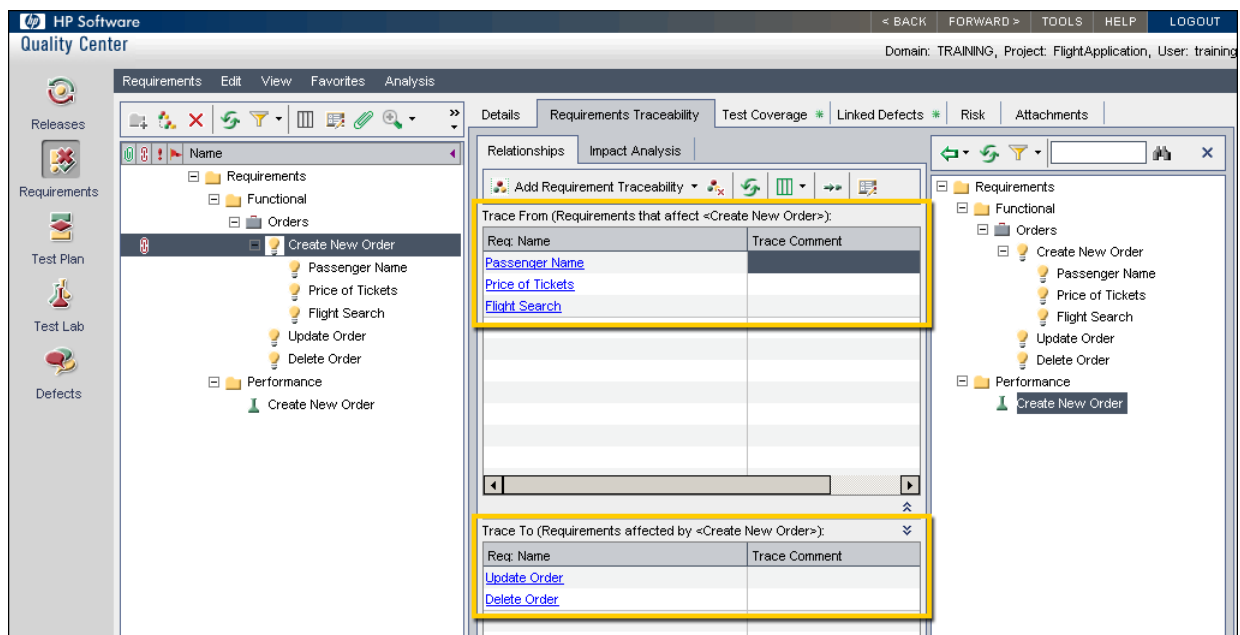 HP Software
< BACK FORWARD > TOOLS HELP LOGOUT
Quality Center
Domain: TRAINING, Project: FlightApplication, User: training
Releases
Requirements
Test Plan
Test Lab
Defects
Requirements Edit View Favorites Analysis
Name
Requirements
Functional
Orders
Create New Order
Passenger Name
Price of Tickets
Flight Search
Update Order
Delete Order
Performance
Create New Order
Details Requirements Traceability Test Coverage * Linked Defects * Risk Attachments
Relationships Impact Analysis
Add Requirement Traceability
Trace From (Requirements that affect <Create New Order>):
Req: Name Trace Comment
Passenger Name
Price of Tickets
Flight Search
Trace To (Requirements affected by <Create New Order>):
Req: Name Trace Comment
Update Order
Delete Order
Requirements
Functional
Orders
Create New Order
Passenger Name
Price of Tickets
Flight Search
Update Order
Delete Order
Performance
Create New Order